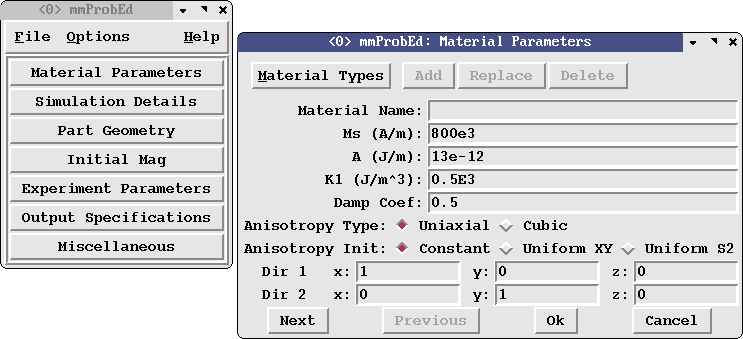 <0> mmProbEd
File Options Help
Material Parameters
Simulation Details
Part Geometry
Initial Mag
Experiment Parameters
Output Specifications
Miscellaneous
<0> mmProbEd: Material Parameters
Material Types Add Replace Delete
Material Name:
Ms (A/m): 800e3
A (J/m): 13e-12
K1 (J/m^3): 0.5E3
Damp Coef: 0.5
Anisotropy Type: Uniaxial Cubic
Anisotropy Init: Constant Uniform XY Uniform S2
Dir 1 x: 1 y: 0 z: 0
Dir 2 x: 0 y: 1 z: 0
Next Previous Ok Cancel